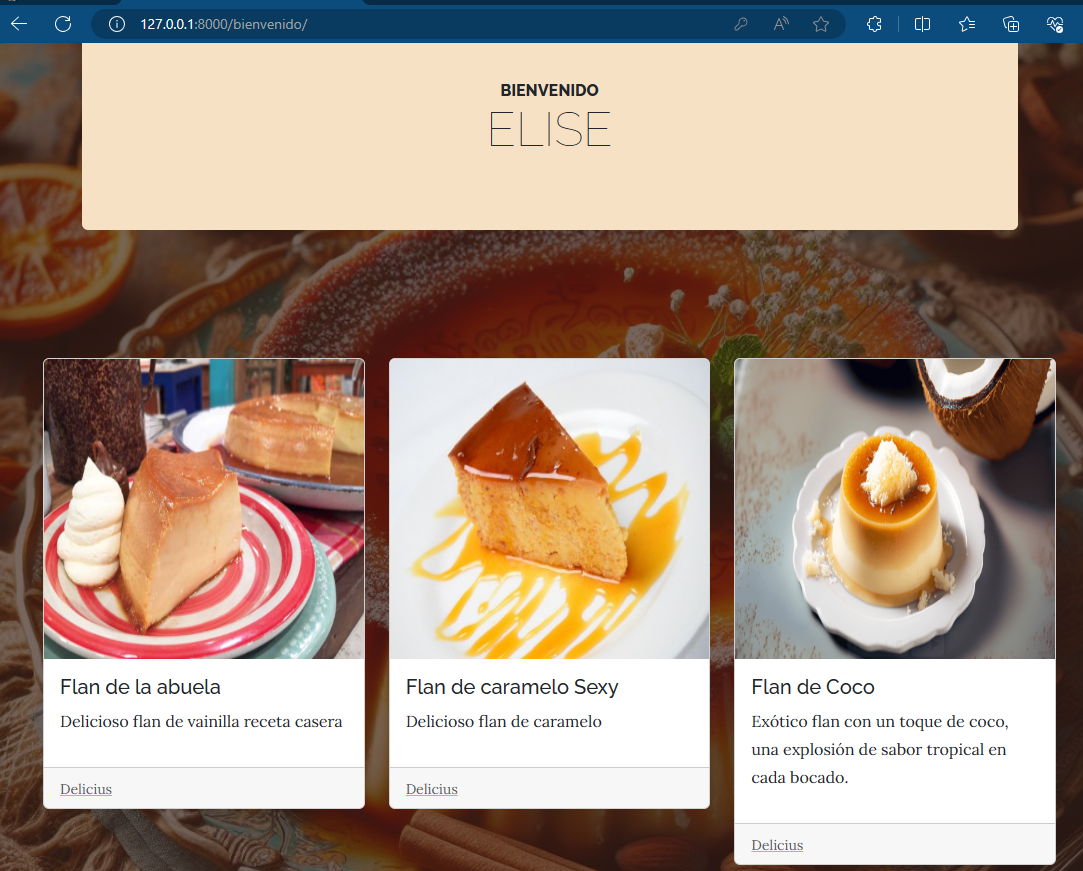 127.0.0.1:8000/bienvenido/
BIENVENIDO
ELISE
Flan de la abuela
Delicioso flan de vainilla receta casera
Delicius
Flan de caramelo Sexy
Delicioso flan de caramelo
Delicius
Flan de Coco
Exótico flan con un toque de coco,
una explosión de sabor tropical en
cada bocado.
Delicius